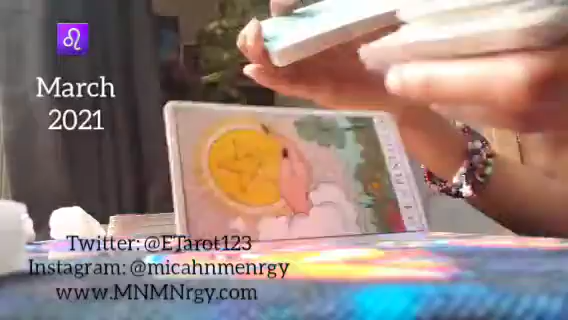 ♌
March
2021
Twitter: @ETarot123
Instagram: @micahnmenrgy
www.MNMNrgy.com